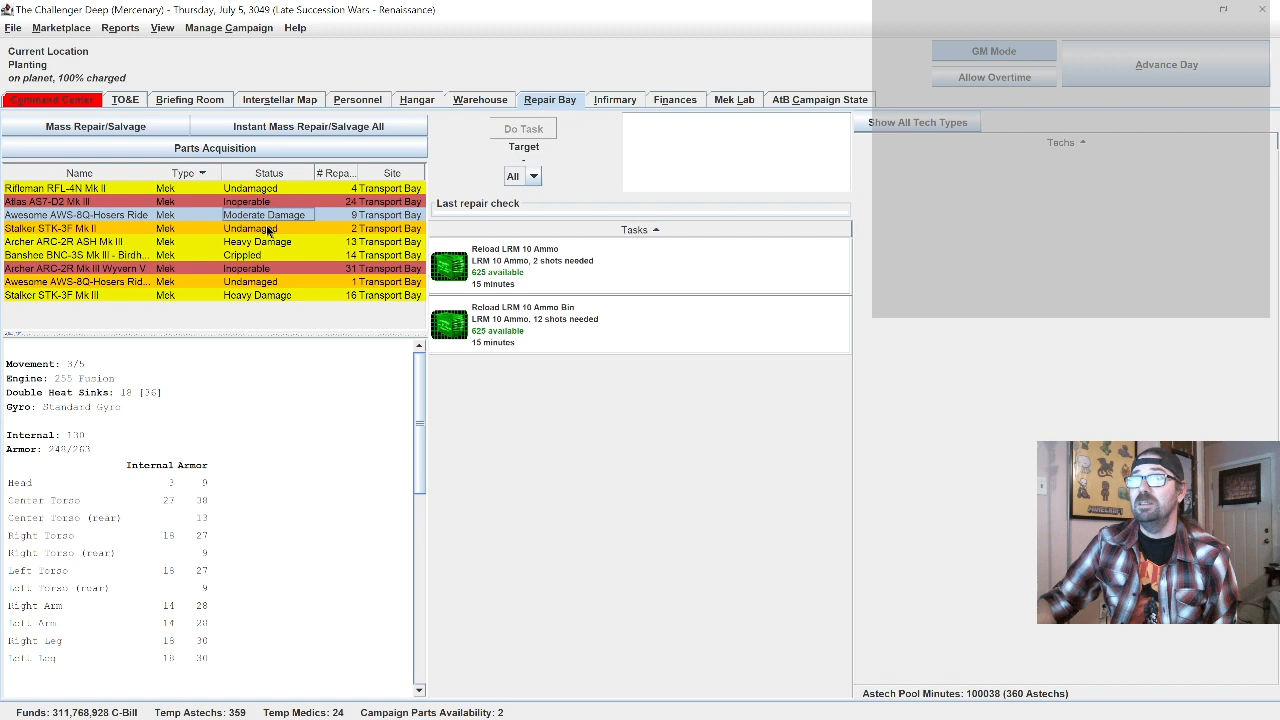 The Challenger Deep (Mercenary) - Thursday, July 5, 3049 (Late Succession Wars - Renaissance)
File Marketplace Reports View Manage Campaign Help
Current Location
Planting
on planet, 100% charged
GM Mode
Allow Overtime
Advance Day
Command Center TO&E Briefing Room Interstellar Map Personnel Hangar Warehouse Repair Bay Infirmary Finances Mek Lab AtB Campaign State
Mass Repair/Salvage Instant Mass Repair/Salvage All
Parts Acquisition
Name Type Status # Repa... Site
Rifleman RFL-4N Mk II Mek Undamaged 4 Transport Bay
Atlas AS7-D2 Mk III Mek Inoperable 24 Transport Bay
Awesome AWS-8Q-Hosers Ride Mek Moderate Damage 9 Transport Bay
Stalker STK-3F Mk II Mek Undamaged 2 Transport Bay
Archer ARC-2R ASH Mk III Mek Heavy Damage 13 Transport Bay
Banshee BNC-3S Mk III - Birdh... Mek Crippled 14 Transport Bay
Archer ARC-2R Mk III Wyvern V Mek Inoperable 31 Transport Bay
Awesome AWS-8Q-Hosers Rid... Mek Undamaged 1 Transport Bay
Stalker STK-3F Mk III Mek Heavy Damage 16 Transport Bay
Movement: 3/5
Engine: 255 Fusion
Double Heat Sinks: 18 [36]
Gyro: Standard Gyro
Internal: 130
Armor: 248/263
Internal Armor
Head 3 9
Center Torso 27 38
Center Torso (rear) 13
Right Torso 18 27
Right Torso (rear) 9
Left Torso 18 27
Left Torso (rear) 9
Right Arm 14 28
Left Arm 14 28
Right Leg 18 30
Left Leg 18 30
Do Task
Target
-
All
Last repair check
Tasks
Reload LRM 10 Ammo
LRM 10 Ammo, 2 shots needed
625 available
15 minutes
Reload LRM 10 Ammo Bin
LRM 10 Ammo, 12 shots needed
625 available
15 minutes
Show All Tech Types
Techs
MINECRAFT
Astech Pool Minutes: 100038 (360 Astechs)
Funds: 311,768,928 C-Bill Temp Astechs: 359 Temp Medics: 24 Campaign Parts Availability: 2